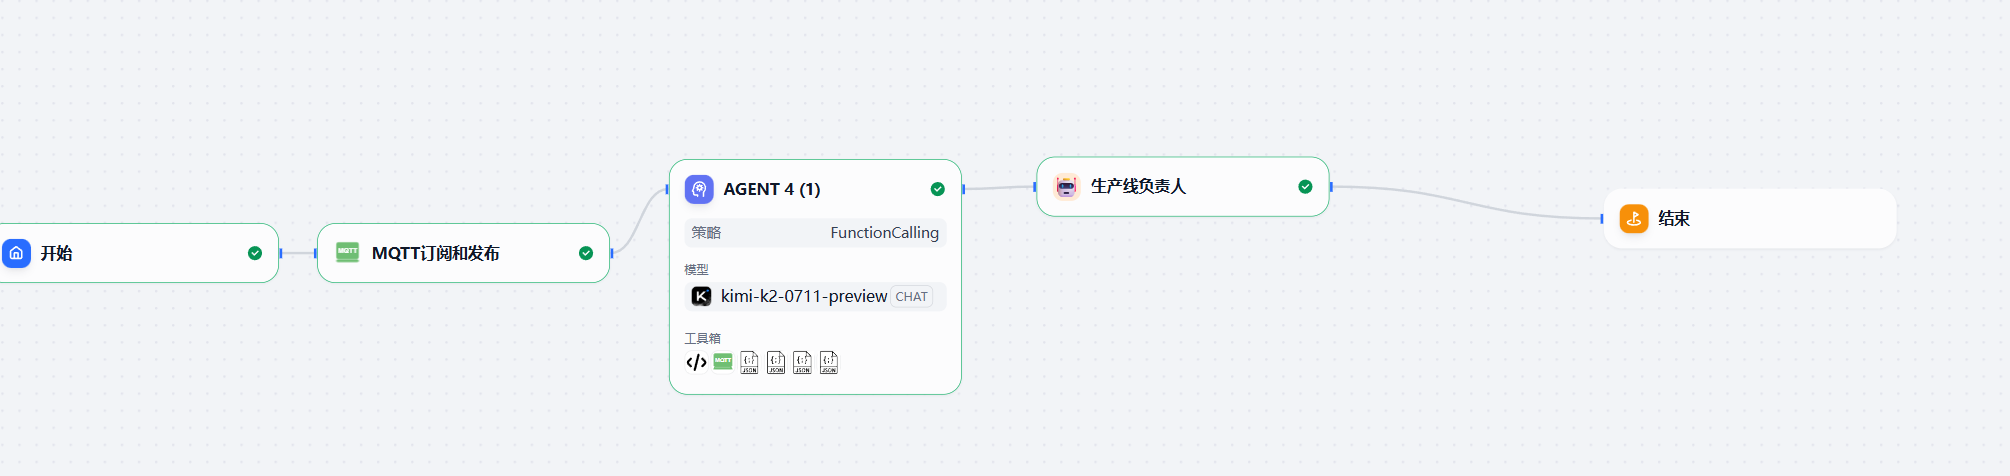 开始
MQTT
MQTT订阅和发布
AGENT 4 (1)
策略
FunctionCalling
模型
K
kimi-k2-0711-preview
CHAT
工具箱
</>
MQTT
{;}
JSON
{;}
JSON
{;}
JSON
{;}
JSON
生产线负责人
结束